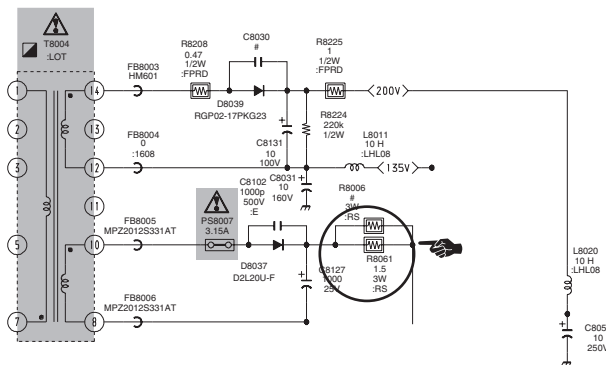 T8004
:LOT
FB8003
HM601
R8208
0.47
1/2W
:FPRD
C8030
#
D8039
RGP02-17PKG23
R8225
1
1/2W
:FPRD
200V
R8224
220k
1/2W
C8131
10
100V
L8011
10 H
:LHL08
135V
FB8004
0
:1608
C8031
10
160V
C8102
1000p
500V
:E
R8006
#
3W
:RS
FB8005
MPZ2012S331AT
PS8007
3.15A
D8037
D2L20U-F
C8127
1000
25V
R8061
1.5
3W
:RS
FB8006
MPZ2012S331AT
L8020
10 H
:LHL08
C805
10
250V
1
2
3
5
7
14
13
12
11
10
8
+
+
+
+